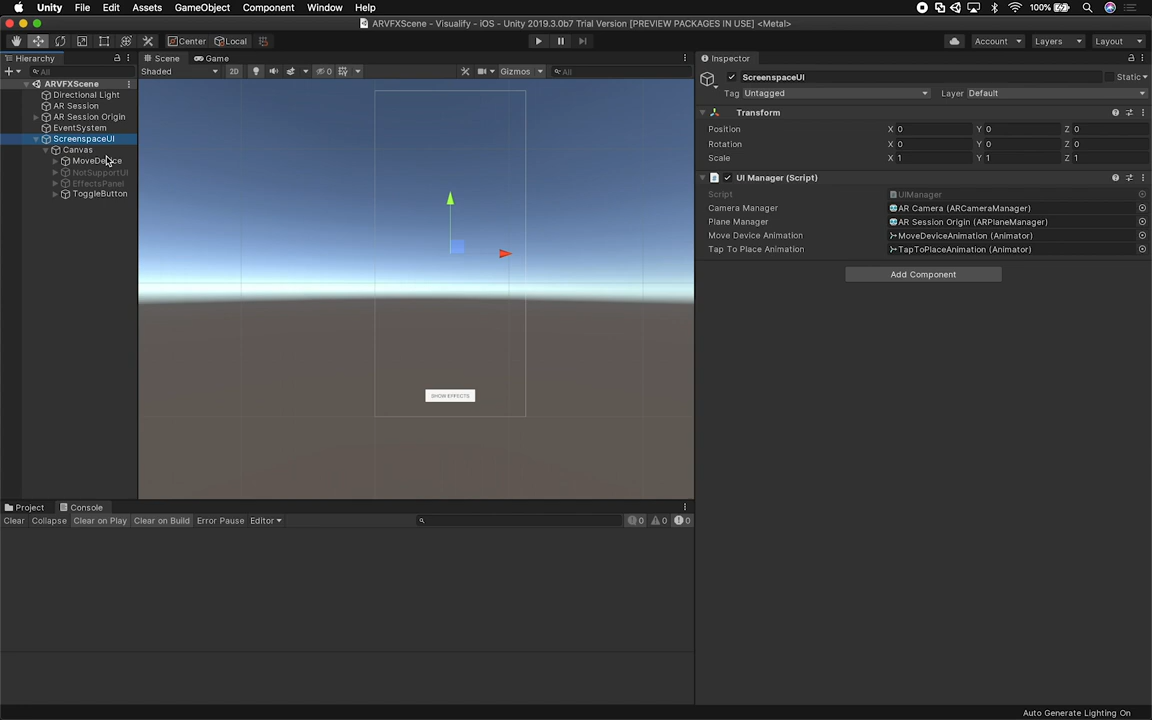 Unity File Edit Assets GameObject Component Window Help 100%
ARVFXScene - Visualify - iOS - Unity 2019.3.0b7 Trial Version [PREVIEW PACKAGES IN USE] <Metal>
Center Local Account Layers Layout
Hierarchy Scene Game Inspector
All Shaded 2D 0 Gizmos All
ScreenspaceUI Static
ARVFXScene
Directional Light
AR Session
AR Session Origin
EventSystem
ScreenspaceUI
Canvas
MoveDevice
NotSupportUI
EffectsPanel
ToggleButton
SHOW EFFECTS
Tag Untagged Layer Default
Transform
Position X 0 Y 0 Z 0
Rotation X 0 Y 0 Z 0
Scale X 1 Y 1 Z 1
UI Manager (Script)
Script UIManager
Camera Manager AR Camera (ARCameraManager)
Plane Manager AR Session Origin (ARPlaneManager)
Move Device Animation MoveDeviceAnimation (Animator)
Tap To Place Animation TapToPlaceAnimation (Animator)
Add Component
Project Console
Clear Collapse Clear on Play Clear on Build Error Pause Editor 0 0 0
Auto Generate Lighting On